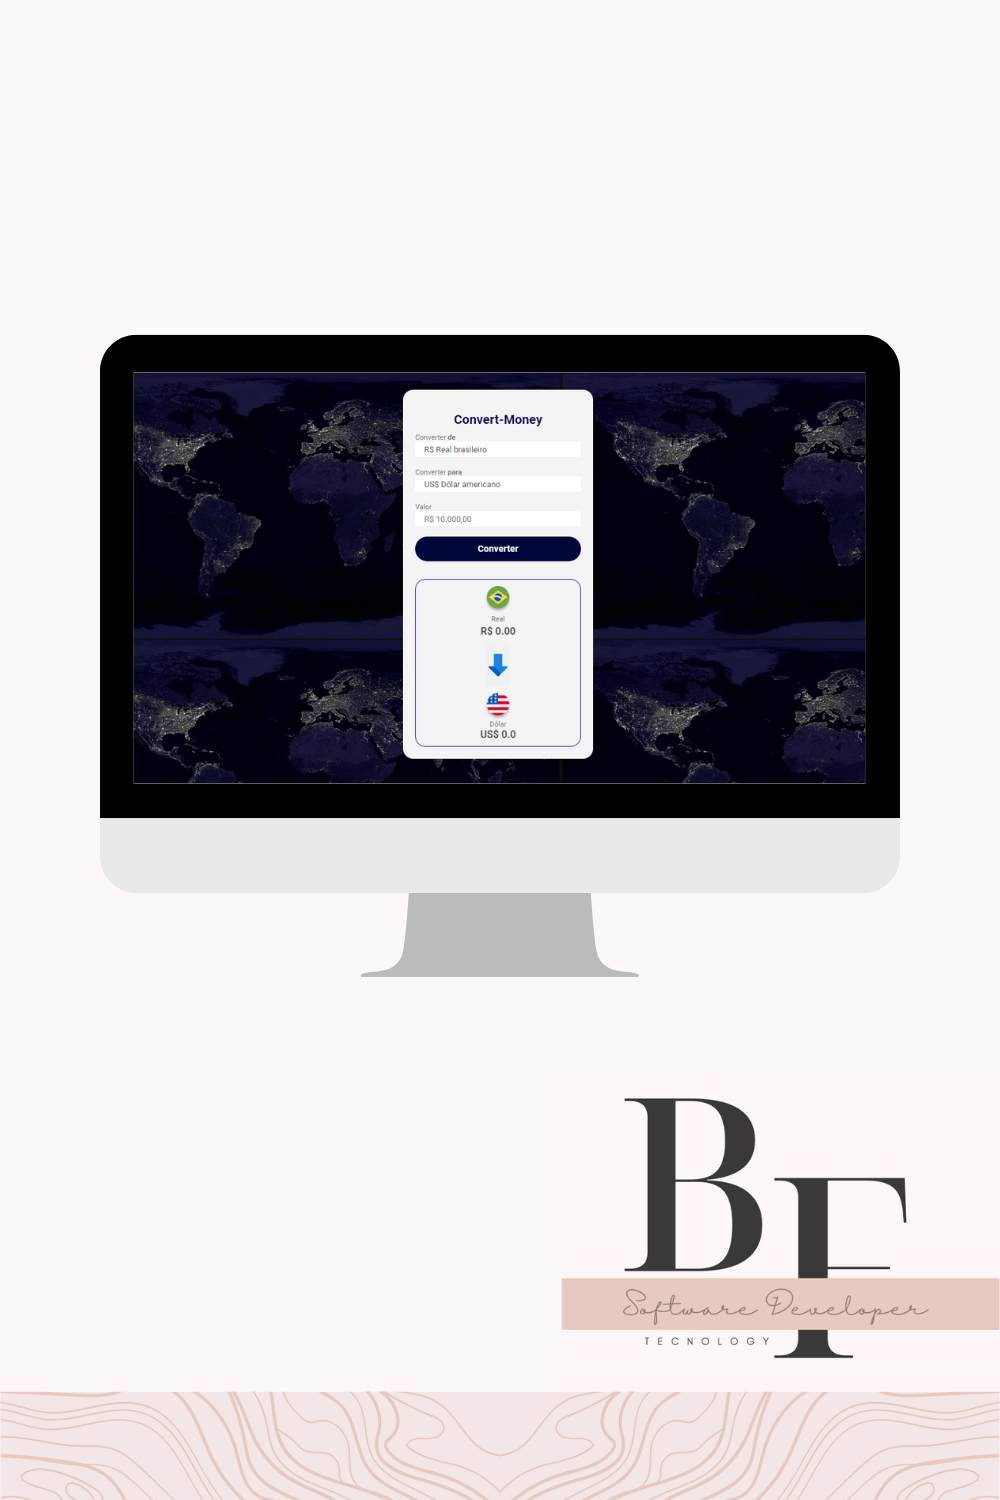 Convert-Money
Converter de
R$ Real brasileiro
Converter para
US$ Dólar americano
Valor
R$ 10.000,00
Converter
Real
R$ 0.00
Dólar
US$ 0.0
BF
Software Developer
TECNOLOGY